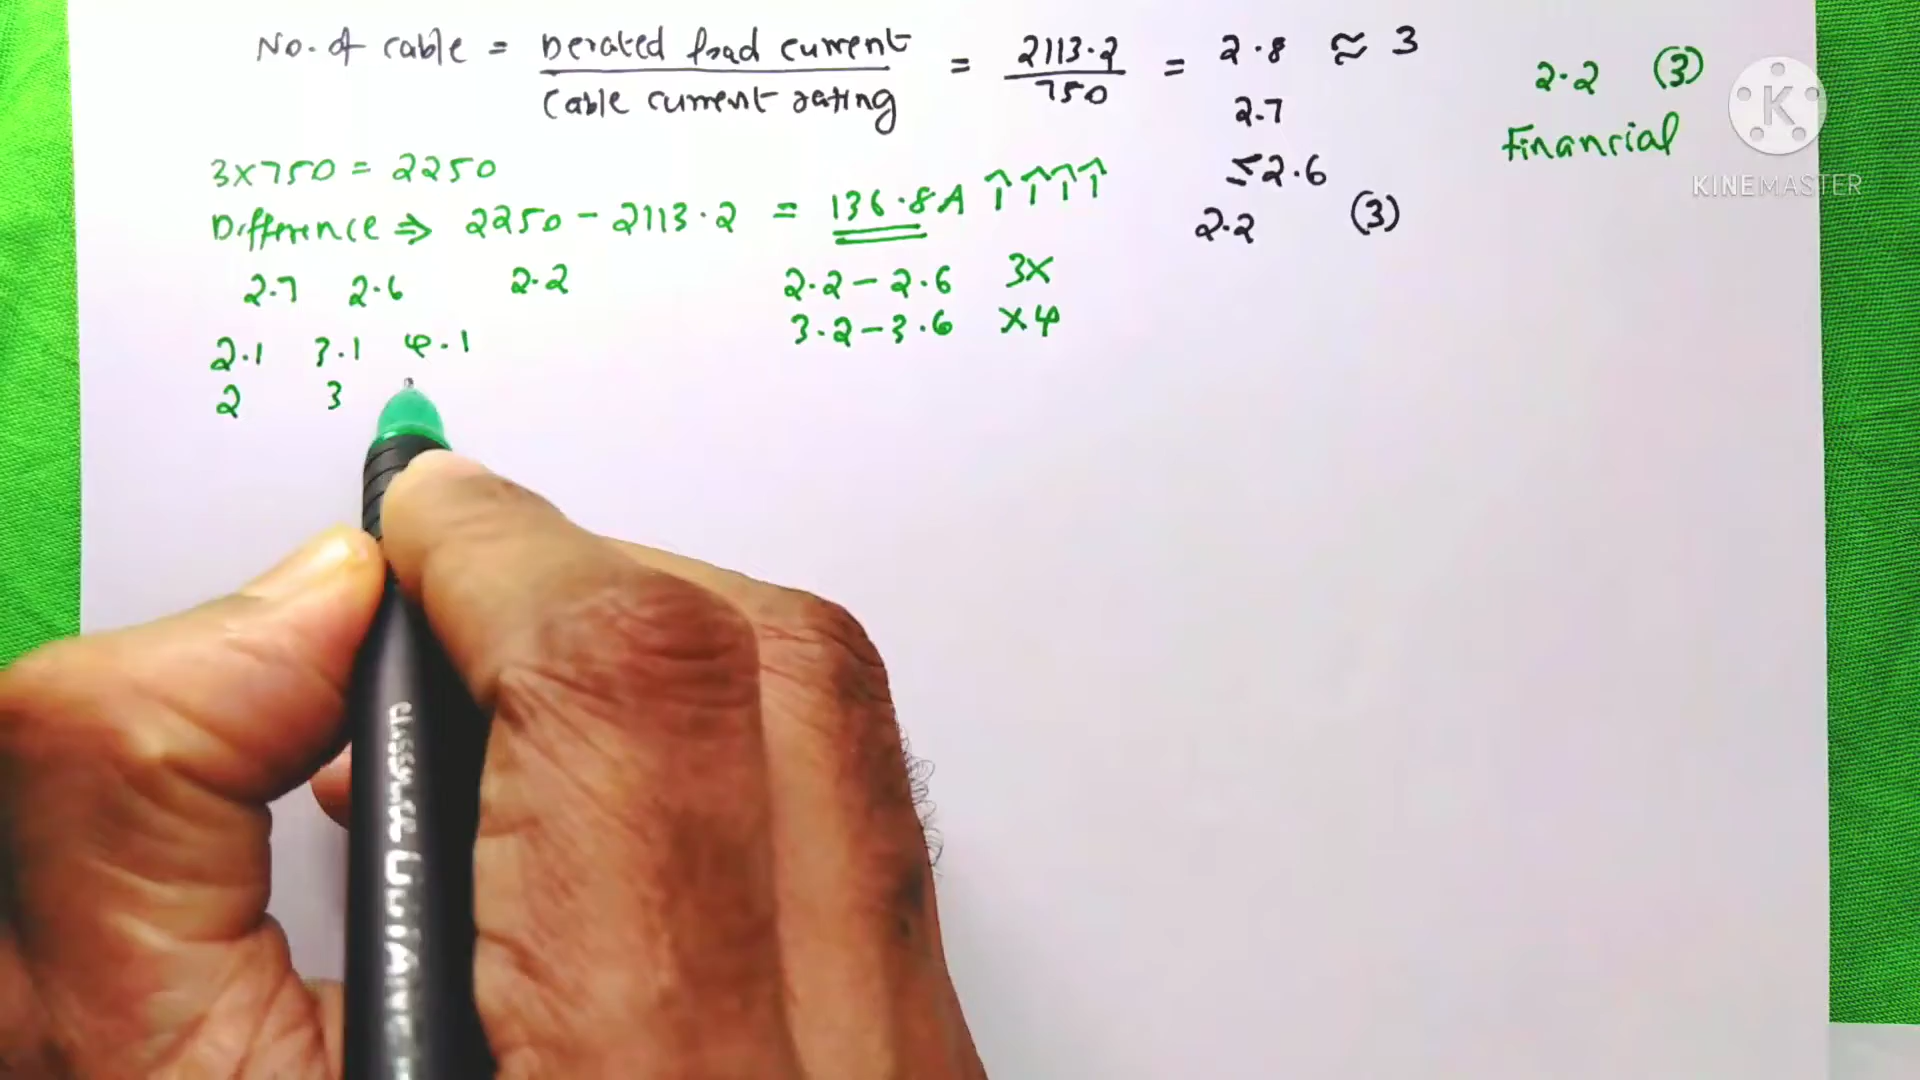 No. of cable = Derated load current / Cable current rating = 2113.2 / 750 = 2.8 ≈ 3
2.7
≤2.6
2.2 (3)
2.2 (3)
Financial
K
KINEMASTER
3x750 = 2250
Difference ⇒ 2250 - 2113.2 = 136.8A ↑↑↑↑
2.7 2.6 2.2
2.2 - 2.6 3x
3.2 - 3.6 x4
2.1 3.1 4.1
2 3